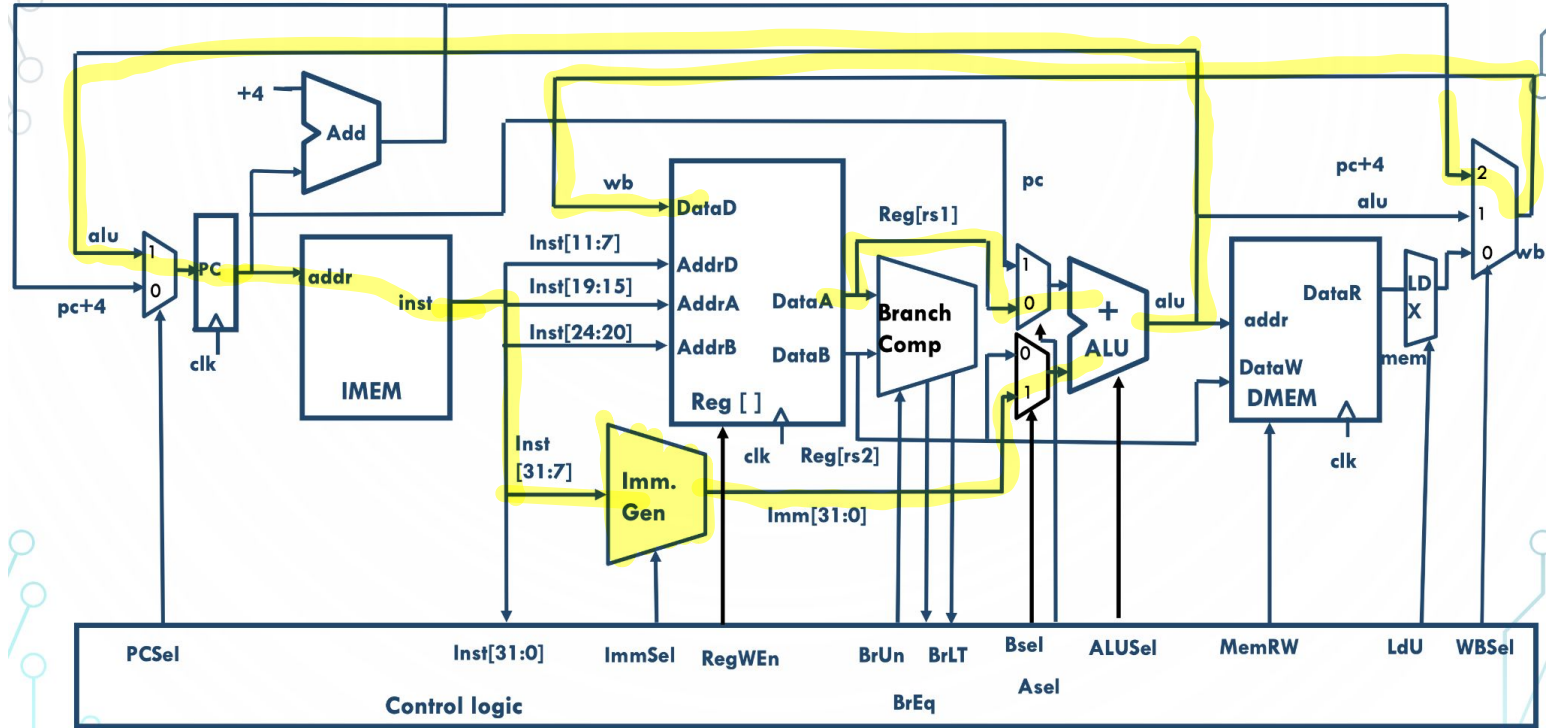 +4
Add
wb
DataD
pc
pc+4
2
alu
1
Reg[rs1]
alu
1
0
pc+4
PC
clk
addr
inst
IMEM
Inst[11:7]
AddrD
Inst[19:15]
AddrA
DataA
Inst[24:20]
AddrB
DataB
Reg [ ]
clk
Reg[rs2]
Branch
Comp
1
0
0
1
+
ALU
alu
addr
DataR
DataW
DMEM
clk
LD
X
mem
0
wb
Inst
[31:7]
Imm.
Gen
Imm[31:0]
PCSel
Inst[31:0]
ImmSel
RegWEn
BrUn
BrLT
Bsel
ALUSel
MemRW
LdU
WBSel
Asel
BrEq
Control logic